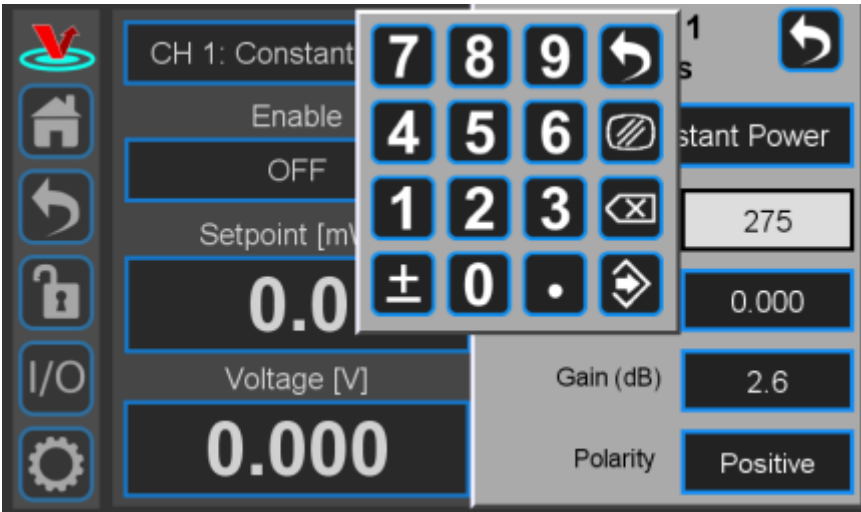 CH 1: Constant
Enable
OFF
Setpoint [m
0.0
Voltage [V]
0.000
I/O
7 8 9
4 5 6
1 2 3
± 0 .
1
s
stant Power
275
0.000
Gain (dB)
2.6
Polarity
Positive